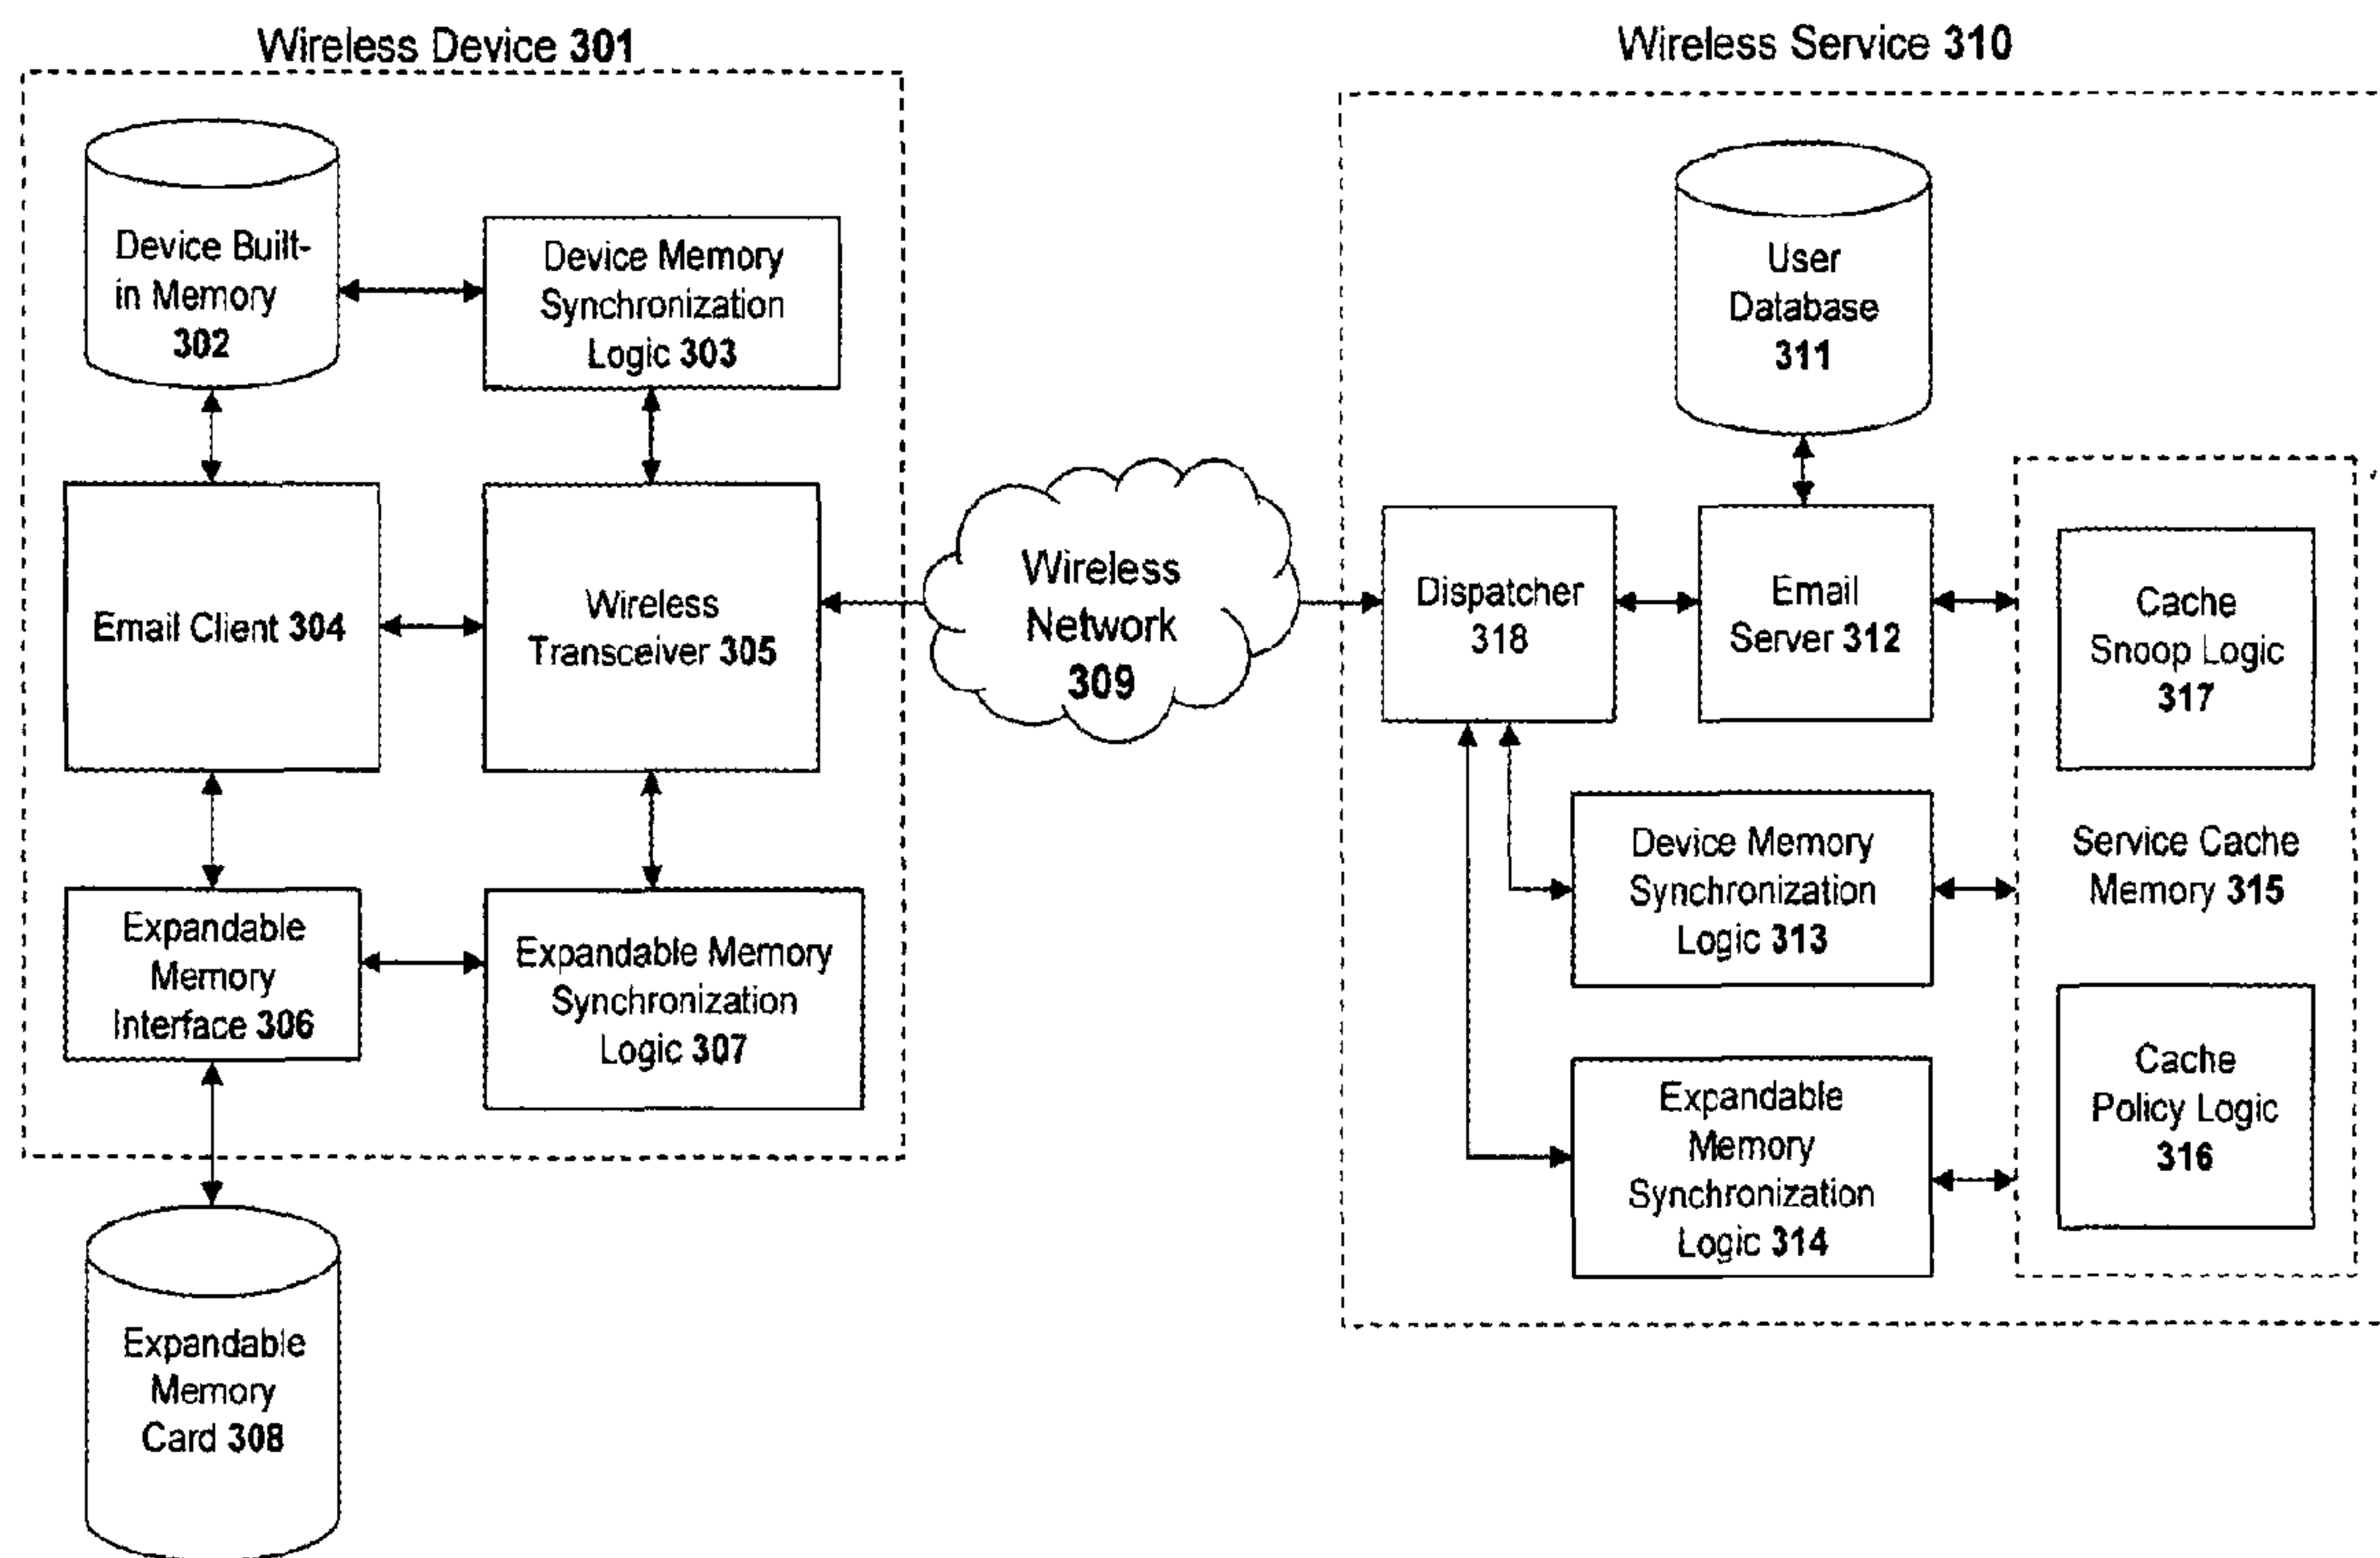 Wireless Device 301
Wireless Service 310
Device Built-
in Memory
302
Device Memory
Synchronization
Logic 303
Email Client 304
Wireless
Transceiver 305
Expandable
Memory
Interface 306
Expandable Memory
Synchronization
Logic 307
Expandable
Memory
Card 308
Wireless
Network
309
User
Database
311
Dispatcher
318
Email
Server 312
Device Memory
Synchronization
Logic 313
Expandable
Memory
Synchronization
Logic 314
Cache
Snoop Logic
317
Service Cache
Memory 315
Cache
Policy Logic
316